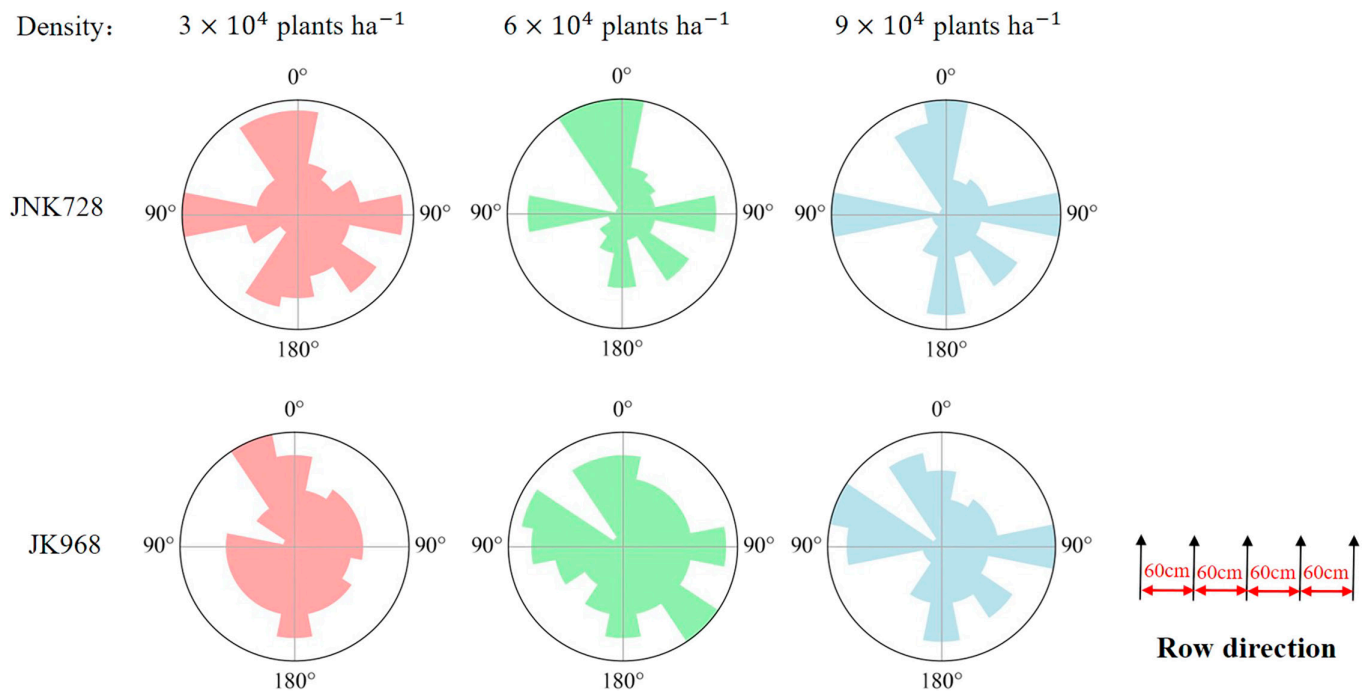 Density: 3 × 10⁴ plants ha⁻¹ 6 × 10⁴ plants ha⁻¹ 9 × 10⁴ plants ha⁻¹
0° 0° 0°
JNK728 90° 90° 90° 90° 90° 90°
180° 180° 180°
0° 0° 0°
JK968 90° 90° 90° 90° 90° 90°
60cm 60cm 60cm 60cm
180° 180° 180°
Row direction